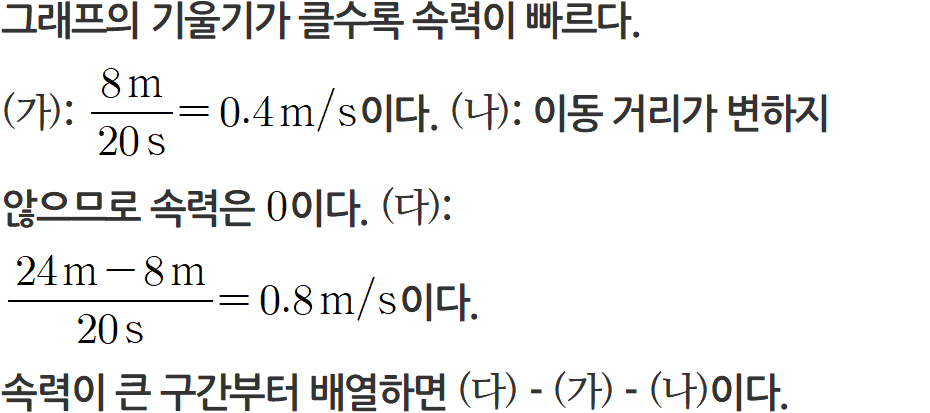 그래프의 기울기가 클수록 속력이 빠르다.
(가): 8 m/20 s = 0.4 m/s이다. (나): 이동 거리가 변하지
않으므로 속력은 0이다. (다):
24 m − 8 m/20 s = 0.8 m/s이다.
속력이 큰 구간부터 배열하면 (다) - (가) - (나)이다.